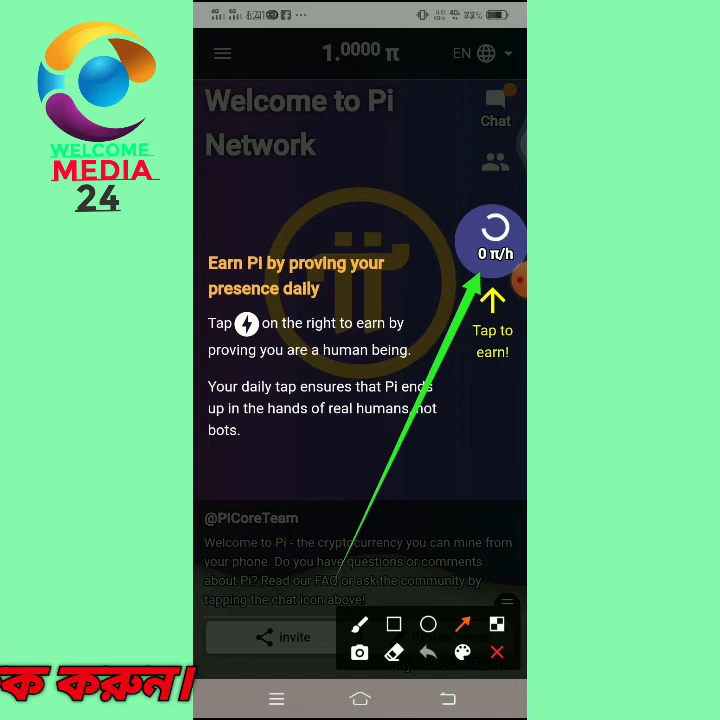 1.0000 π
EN
Welcome to Pi
Network
Chat
WELCOME
MEDIA
24
0 π/h
Earn Pi by proving your
presence daily
Tap on the right to earn by
proving you are a human being.
Tap to
earn!
Your daily tap ensures that Pi ends
up in the hands of real humans, not
bots.
@PiCoreTeam
Welcome to Pi - the cryptocurrency you can mine from
your phone. Do you have questions or comments
about Pi? Read our FAQ or ask the community by
tapping the chat icon above!
invite
ক করুন।